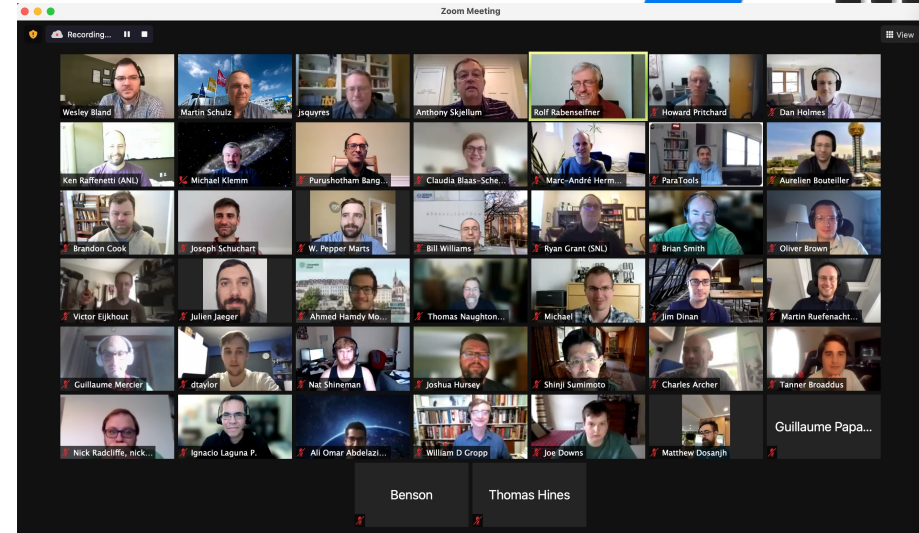 Zoom Meeting
Recording...
View
Wesley Bland
Martin Schulz
jsquyres
Anthony Skjellum
Rolf Rabenseifner
Howard Pritchard
Dan Holmes
Ken Raffenetti (ANL)
Michael Klemm
Purushotham Bang...
Claudia Blaas-Sche...
Marc-André Herm...
ParaTools
Aurelien Bouteiller
Brandon Cook
Joseph Schuchart
W. Pepper Marts
Bill Williams
Ryan Grant (SNL)
Brian Smith
Oliver Brown
Victor Eijkhout
Julien Jaeger
Ahmed Hamdy Mo...
Thomas Naughton...
Michael
Jim Dinan
Martin Ruefenacht...
Guillaume Mercier
dtaylor
Nat Shineman
Joshua Hursey
Shinji Sumimoto
Charles Archer
Tanner Broaddus
Nick Radcliffe, nick...
Ignacio Laguna P.
Ali Omar Abdelazi...
William D Gropp
Joe Downs
Matthew Dosanjh
Guillaume Papa...
Benson
Thomas Hines